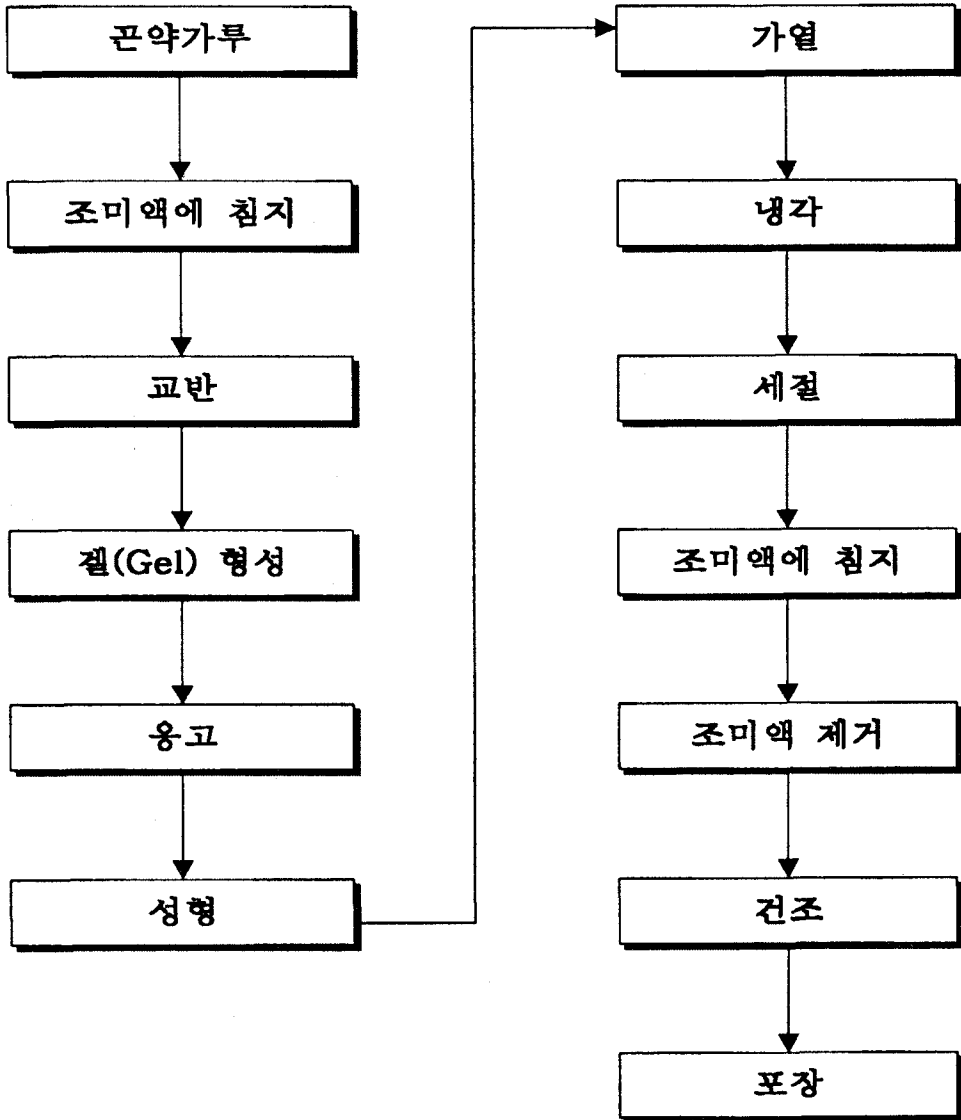 곤약가루
조미액에 침지
교반
겔(Gel) 형성
응고
성형
가열
냉각
세절
조미액에 침지
조미액 제거
건조
포장